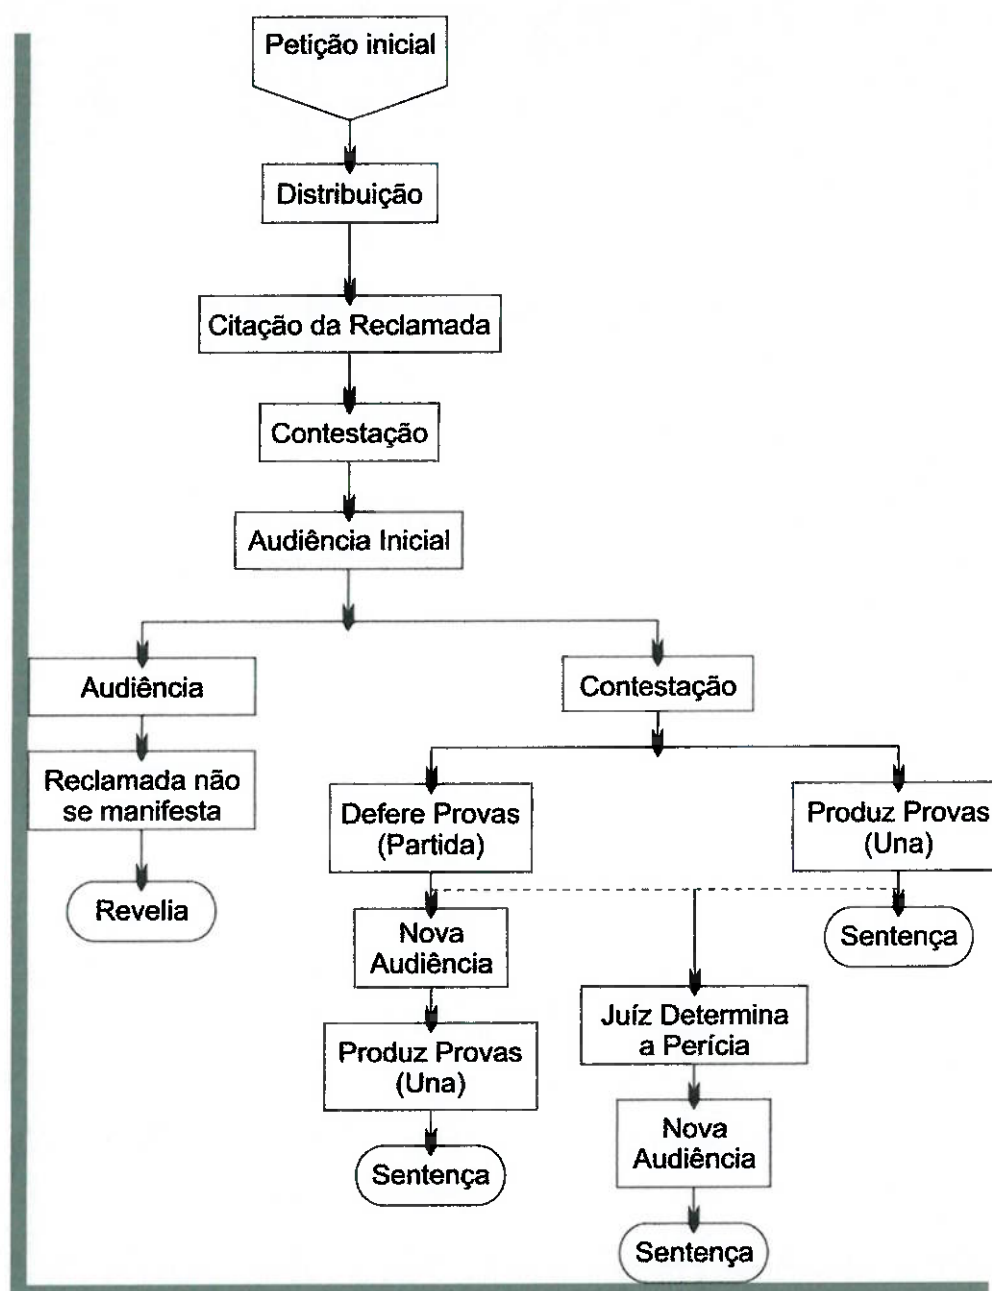 Petição inicial
Distribuição
Citação da Reclamada
Contestação
Audiência Inicial
Audiência
Reclamada não
se manifesta
Revelia
Contestação
Defere Provas
(Partida)
Nova
Audiência
Produz Provas
(Una)
Sentença
Juíz Determina
a Perícia
Nova
Audiência
Sentença
Produz Provas
(Una)
Sentença